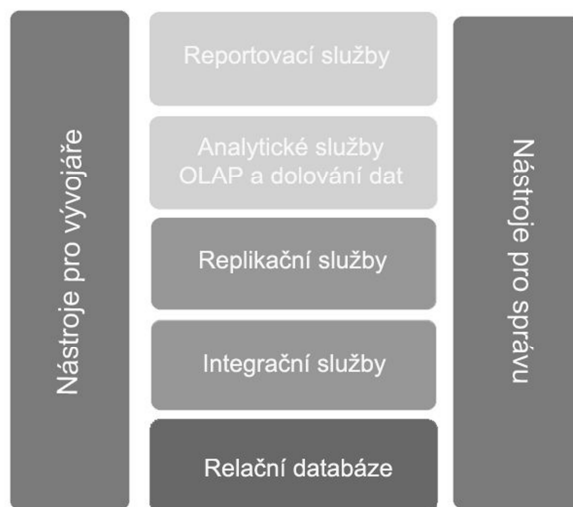 Nástroje pro vývojáře
Reportovací služby
Analytické služby
OLAP a dolování dat
Replikační služby
Integrační služby
Relační databáze
Nástroje pro správu